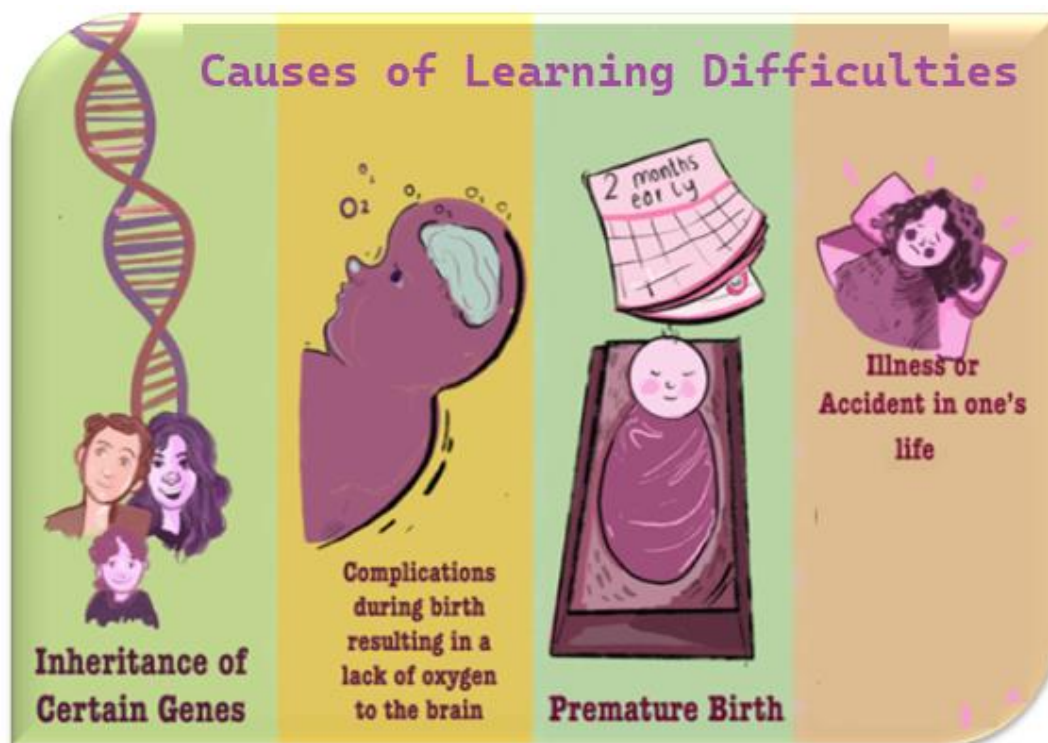 Causes of Learning Difficulties
Inheritance of
Certain Genes
O₂
Complications
during birth
resulting in a
lack of oxygen
to the brain
2 months
early
Premature Birth
Illness or
Accident in one's
life